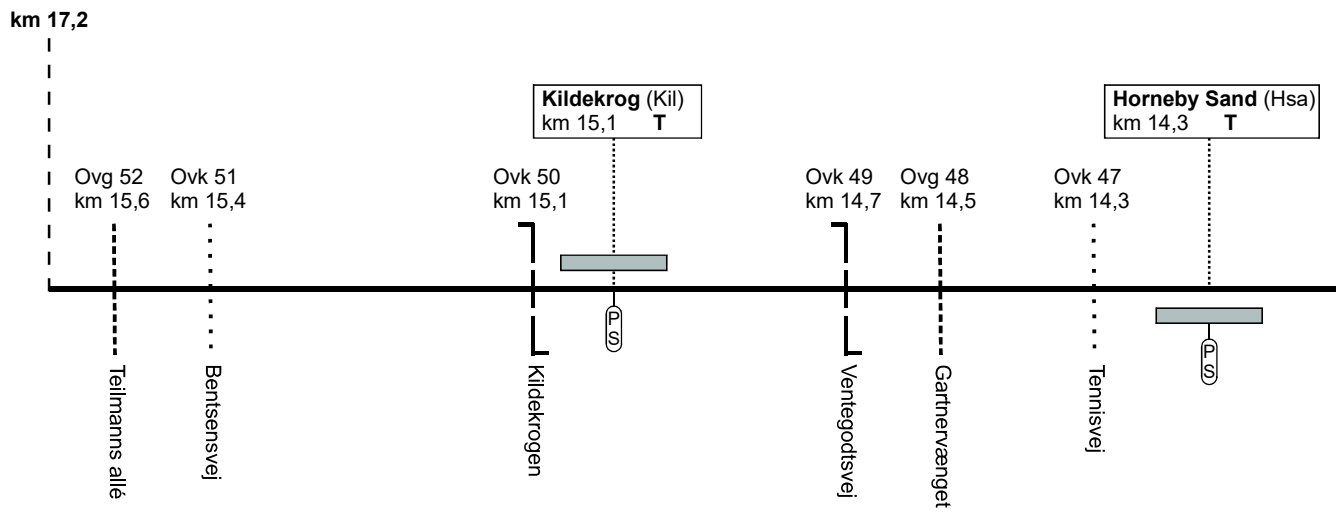 km 17,2
Kildekrog (Kil)
km 15,1 T
Horneby Sand (Hsa)
km 14,3 T
Ovg 52
km 15,6
Ovk 51
km 15,4
Ovk 50
km 15,1
Ovk 49
km 14,7
Ovg 48
km 14,5
Ovk 47
km 14,3
P
S
P
S
Teilmanns allé
Bentsensvej
Kildekrogen
Ventegodtsvej
Gartnervænget
Tennisvej